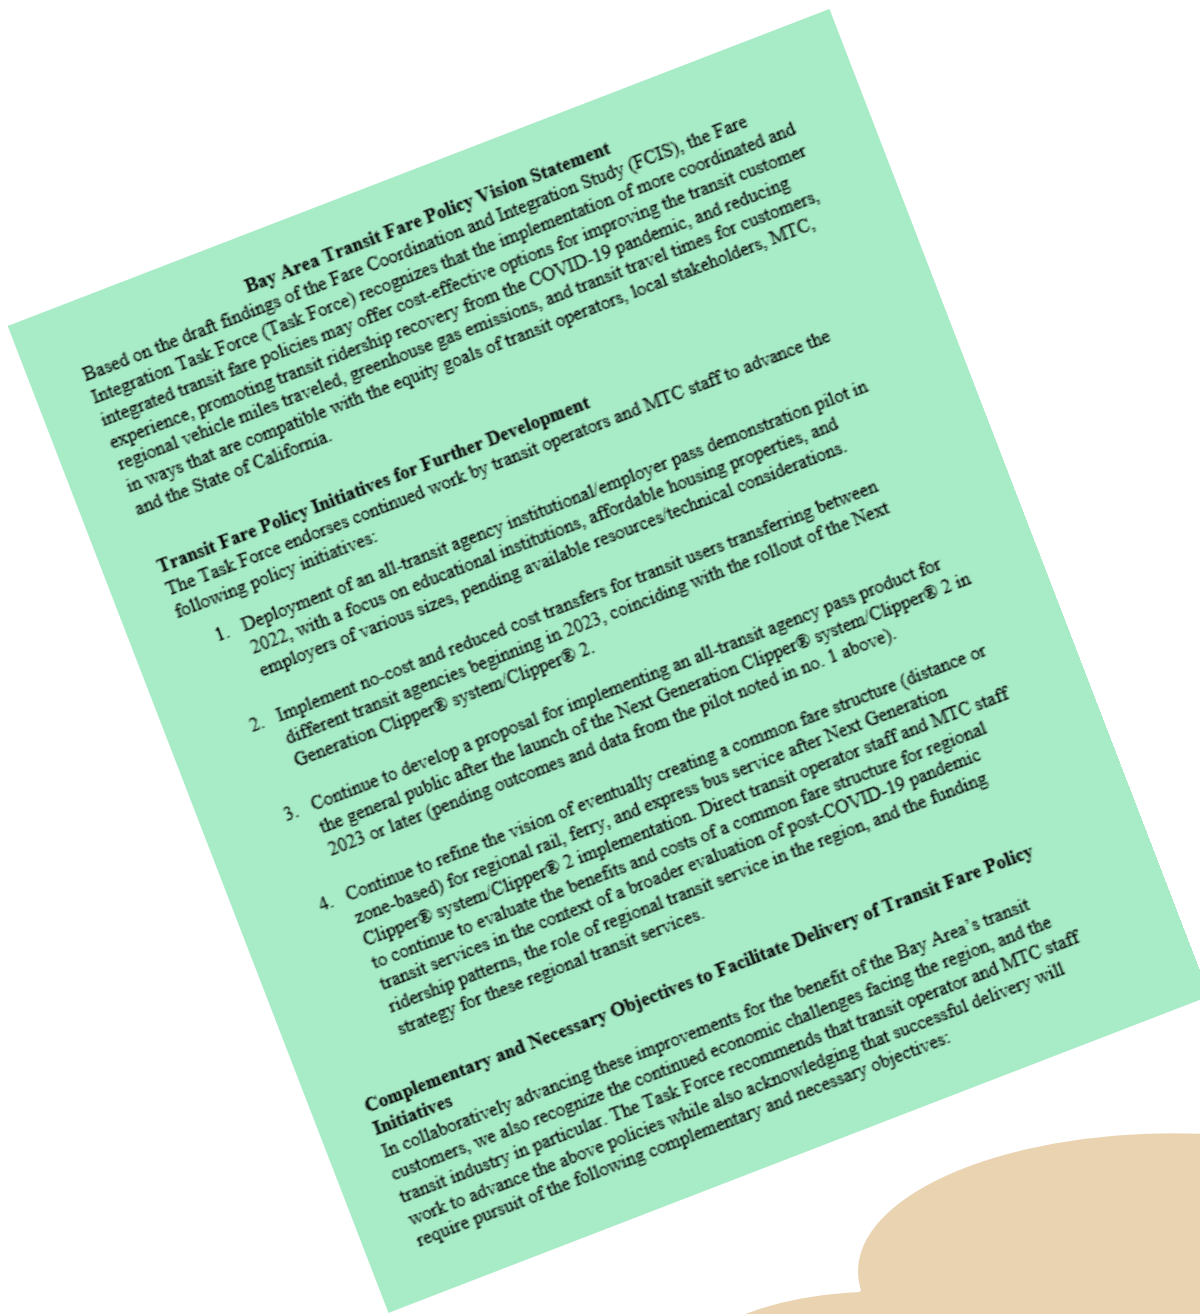 Bay Area Transit Fare Policy Vision Statement
Based on the draft findings of the Fare Coordination and Integration Study (FCIS), the Fare
Integration Task Force (Task Force) recognizes that the implementation of more coordinated and
integrated transit fare policies may offer cost-effective options for improving the transit customer
experience, promoting transit ridership recovery from the COVID-19 pandemic, and reducing
regional vehicle miles traveled, greenhouse gas emissions, and transit travel times for customers,
in ways that are compatible with the equity goals of transit operators, local stakeholders, MTC,
and the State of California.
Transit Fare Policy Initiatives for Further Development
The Task Force endorses continued work by transit operators and MTC staff to advance the
following policy initiatives:
1. Deployment of an all-transit agency institutional/employer pass demonstration pilot in
2022, with a focus on educational institutions, affordable housing properties, and
employers of various sizes, pending available resources/technical considerations.
2. Implement no-cost and reduced cost transfers for transit users transferring between
different transit agencies beginning in 2023, coinciding with the rollout of the Next
Generation Clipper® system/Clipper® 2.
3. Continue to develop a proposal for implementing an all-transit agency pass product for
the general public after the launch of the Next Generation Clipper® system/Clipper® 2 in
2023 or later (pending outcomes and data from the pilot noted in no. 1 above).
4. Continue to refine the vision of eventually creating a common fare structure (distance or
zone-based) for regional rail, ferry, and express bus service after Next Generation
Clipper® system/Clipper® 2 implementation. Direct transit operator staff and MTC staff
to continue to evaluate the benefits and costs of a common fare structure for regional
transit services in the context of a broader evaluation of post-COVID-19 pandemic
ridership patterns, the role of regional transit service in the region, and the funding
strategy for these regional transit services.
Complementary and Necessary Objectives to Facilitate Delivery of Transit Fare Policy
Initiatives
In collaboratively advancing these improvements for the benefit of the Bay Area's transit
customers, we also recognize the continued economic challenges facing the region, and the
transit industry in particular. The Task Force recommends that transit operator and MTC staff
work to advance the above policies while also acknowledging that successful delivery will
require pursuit of the following complementary and necessary objectives: